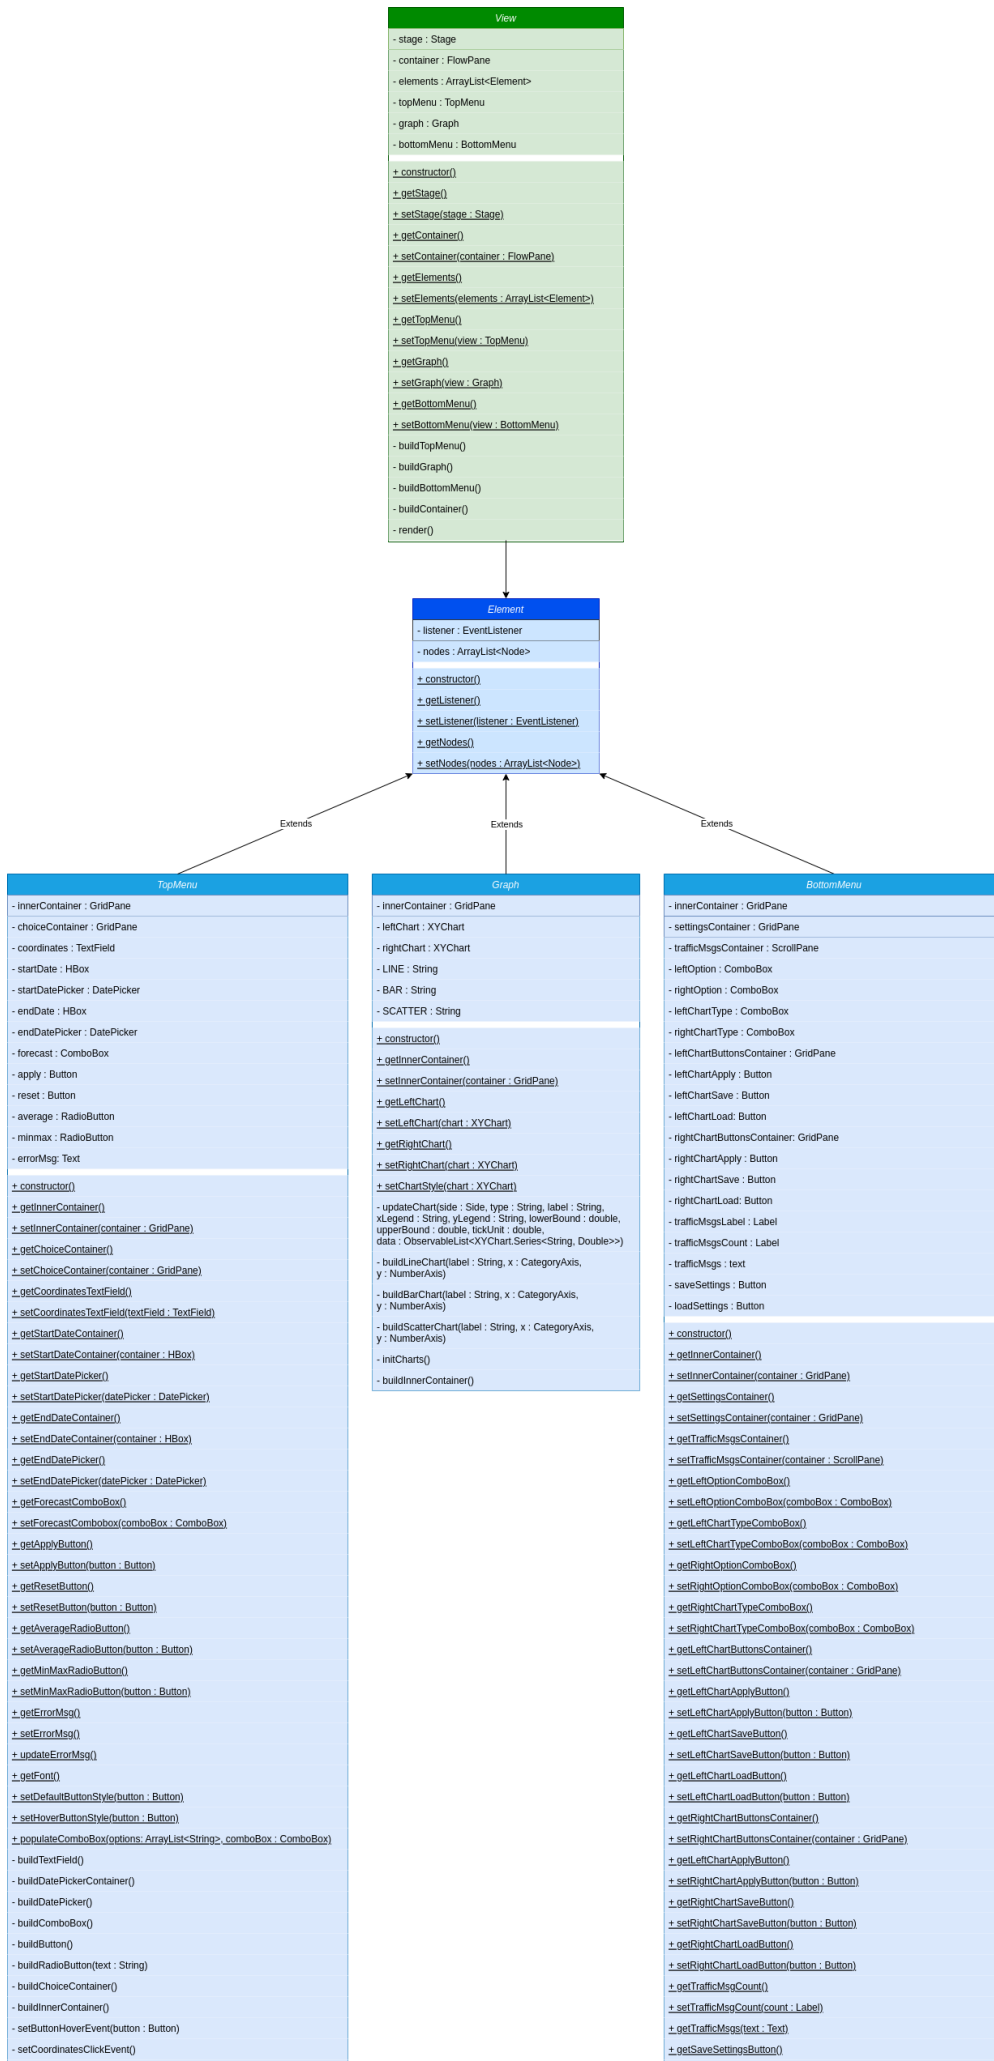 View
- stage : Stage
- container : FlowPane
- elements : ArrayList<Element>
- topMenu : TopMenu
- graph : Graph
- bottomMenu : BottomMenu
+ constructor()
+ getStage()
+ setStage(stage : Stage)
+ getContainer()
+ setContainer(container : FlowPane)
+ getElements()
+ setElements(elements : ArrayList<Element>)
+ getTopMenu()
+ setTopMenu(view : TopMenu)
+ getGraph()
+ setGraph(view : Graph)
+ getBottomMenu()
+ setBottomMenu(view : BottomMenu)
- buildTopMenu()
- buildGraph()
- buildBottomMenu()
- buildContainer()
- render()
Element
- listener : EventListener
- nodes : ArrayList<Node>
+ constructor()
+ getListener()
+ setListener(listener : EventListener)
+ getNodes()
+ setNodes(nodes : ArrayList<Node>)
Extends
Extends
Extends
TopMenu
- innerContainer : GridPane
- choiceContainer : GridPane
- coordinates : TextField
- startDate : HBox
- startDatePicker : DatePicker
- endDate : HBox
- endDatePicker : DatePicker
- forecast : ComboBox
- apply : Button
- reset : Button
- average : RadioButton
- minmax : RadioButton
- errorMsg: Text
+ constructor()
+ getInnerContainer()
+ setInnerContainer(container : GridPane)
+ getChoiceContainer()
+ setChoiceContainer(container : GridPane)
+ getCoordinatesTextField()
+ setCoordinatesTextField(textField : TextField)
+ getStartDateContainer()
+ setStartDateContainer(container : HBox)
+ getStartDatePicker()
+ setStartDatePicker(datePicker : DatePicker)
+ getEndDateContainer()
+ setEndDateContainer(container : HBox)
+ getEndDatePicker()
+ setEndDatePicker(datePicker : DatePicker)
+ getForecastComboBox()
+ setForecastCombobox(comboBox : ComboBox)
+ getApplyButton()
+ setApplyButton(button : Button)
+ getResetButton()
+ setResetButton(button : Button)
+ getAverageRadioButton()
+ setAverageRadioButton(button : Button)
+ getMinMaxRadioButton()
+ setMinMaxRadioButton(button : Button)
+ getErrorMsg()
+ setErrorMsg()
+ updateErrorMsg()
+ getFont()
+ setDefaultButtonStyle(button : Button)
+ setHoverButtonStyle(button : Button)
+ populateComboBox(options: ArrayList<String>, comboBox : ComboBox)
- buildTextField()
- buildDatePickerContainer()
- buildDatePicker()
- buildComboBox()
- buildButton()
- buildRadioButton(text : String)
- buildChoiceContainer()
- buildInnerContainer()
- setButtonHoverEvent(button : Button)
- setCoordinatesClickEvent()
Graph
- innerContainer : GridPane
- leftChart : XYChart
- rightChart : XYChart
- LINE : String
- BAR : String
- SCATTER : String
+ constructor()
+ getInnerContainer()
+ setInnerContainer(container : GridPane)
+ getLeftChart()
+ setLeftChart(chart : XYChart)
+ getRightChart()
+ setRightChart(chart : XYChart)
+ setChartStyle(chart : XYChart)
- updateChart(side : Side, type : String, label : String,
xLegend : String, yLegend : String, lowerBound : double,
upperBound : double, tickUnit : double,
data : ObservableList<XYChart.Series<String, Double>>)
- buildLineChart(label : String, x : CategoryAxis,
y : NumberAxis)
- buildBarChart(label : String, x : CategoryAxis,
y : NumberAxis)
- buildScatterChart(label : String, x : CategoryAxis,
y : NumberAxis)
- initCharts()
- buildInnerContainer()
BottomMenu
- innerContainer : GridPane
- settingsContainer : GridPane
- trafficMsgsContainer : ScrollPane
- leftOption : ComboBox
- rightOption : ComboBox
- leftChartType : ComboBox
- rightChartType : ComboBox
- leftChartButtonsContainer : GridPane
- leftChartApply : Button
- leftChartSave : Button
- leftChartLoad: Button
- rightChartButtonsContainer: GridPane
- rightChartApply : Button
- rightChartSave : Button
- rightChartLoad: Button
- trafficMsgsLabel : Label
- trafficMsgsCount : Label
- trafficMsgs : text
- saveSettings : Button
- loadSettings : Button
+ constructor()
+ getInnerContainer()
+ setInnerContainer(container : GridPane)
+ getSettingsContainer()
+ setSettingsContainer(container : GridPane)
+ getTrafficMsgsContainer()
+ setTrafficMsgsContainer(container : ScrollPane)
+ getLeftOptionComboBox()
+ setLeftOptionComboBox(comboBox : ComboBox)
+ getLeftChartTypeComboBox()
+ setLeftChartTypeComboBox(comboBox : ComboBox)
+ getRightOptionComboBox()
+ setRightOptionComboBox(comboBox : ComboBox)
+ getRightChartTypeComboBox()
+ setRightChartTypeComboBox(comboBox : ComboBox)
+ getLeftChartButtonsContainer()
+ setLeftChartButtonsContainer(container : GridPane)
+ getLeftChartApplyButton()
+ setLeftChartApplyButton(button : Button)
+ getLeftChartSaveButton()
+ setLeftChartSaveButton(button : Button)
+ getLeftChartLoadButton()
+ setLeftChartLoadButton(button : Button)
+ getRightChartButtonsContainer()
+ setRightChartButtonsContainer(container : GridPane)
+ getLeftChartApplyButton()
+ setRightChartApplyButton(button : Button)
+ getRightChartSaveButton()
+ setRightChartSaveButton(button : Button)
+ getRightChartLoadButton()
+ setRightChartLoadButton(button : Button)
+ getTrafficMsgCount()
+ setTrafficMsgCount(count : Label)
+ getTrafficMsgs(text : Text)
+ getSaveSettingsButton()